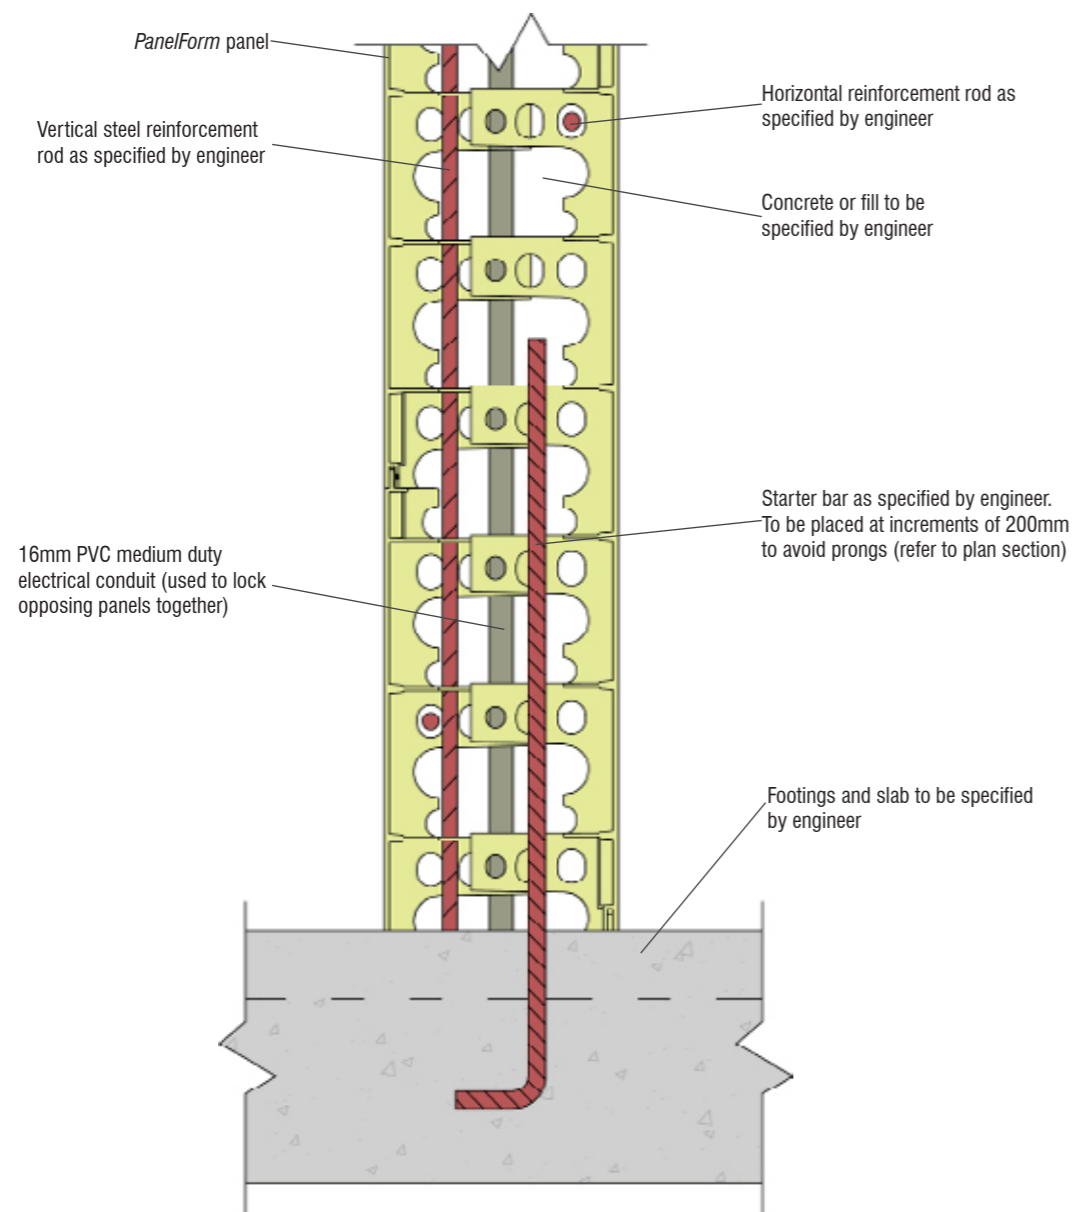 PanelForm panel
Vertical steel reinforcement
rod as specified by engineer
Horizontal reinforcement rod as
specified by engineer
Concrete or fill to be
specified by engineer
Starter bar as specified by engineer.
To be placed at increments of 200mm
to avoid prongs (refer to plan section)
16mm PVC medium duty
electrical conduit (used to lock
opposing panels together)
Footings and slab to be specified
by engineer